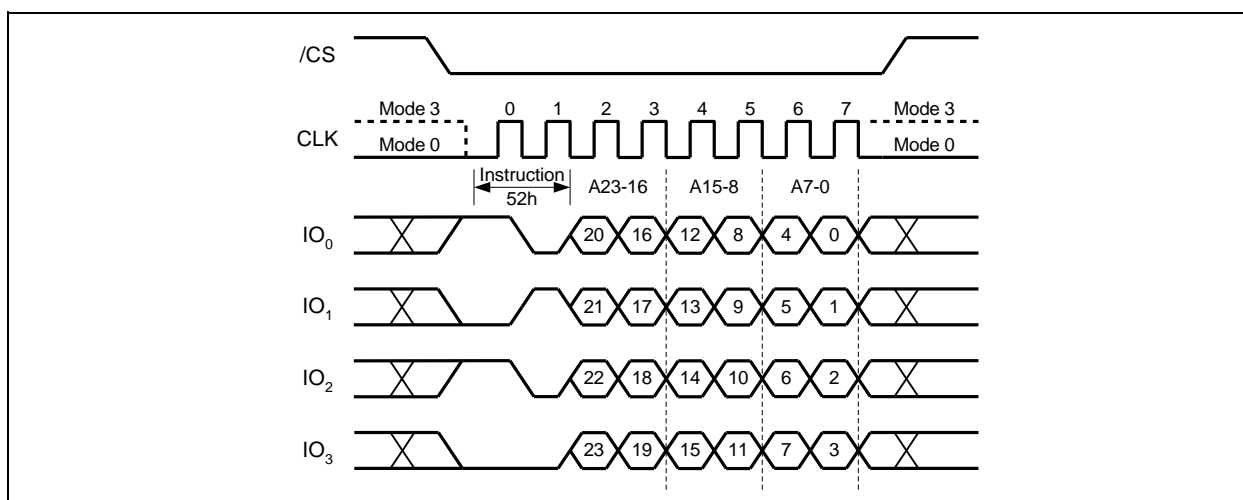 /CS
Mode 3 0 1 2 3 4 5 6 7 Mode 3
CLK
Mode 0 Mode 0
Instruction A23-16 A15-8 A7-0
52h
IO0 20 16 12 8 4 0
IO1 21 17 13 9 5 1
IO2 22 18 14 10 6 2
IO3 23 19 15 11 7 3